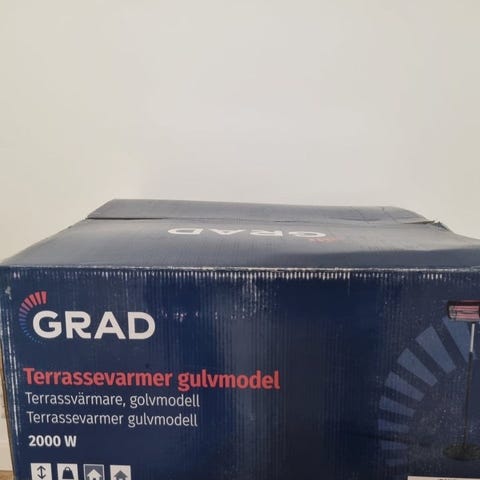 GRAD
GRAD
Terrassevarmer gulvmodel
Terrassvärmare, golvmodell
Terrassevarmer gulvmodell
2000 W